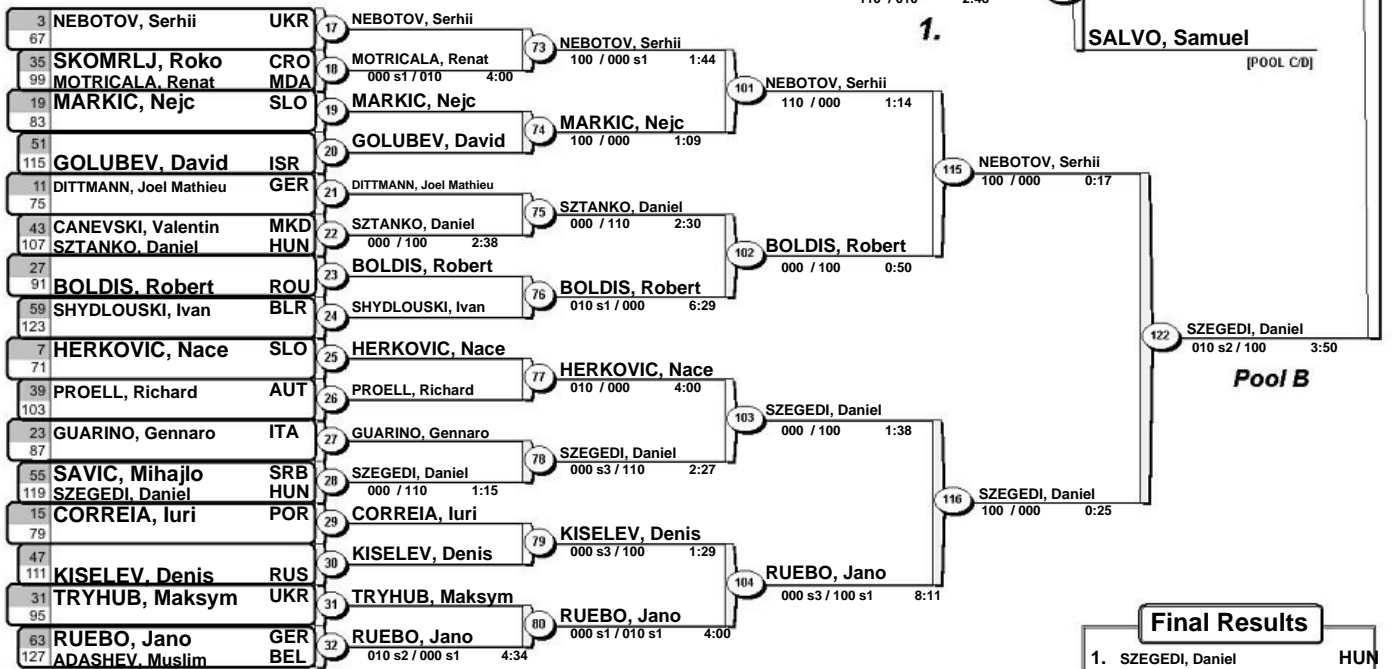 3 NEBOTOV, Serhii UKR
67
35 SKOMRLJ, Roko CRO
99 MOTRICALA, Renat MDA
19 MARKIC, Nejc SLO
83
51
115 GOLUBEV, David ISR
11 DITTMANN, Joel Mathieu GER
75
43 CANEVSKI, Valentin MKD
107 SZTANKO, Daniel HUN
27
91 BOLDIS, Robert ROU
59 SHYDLOUSKI, Ivan BLR
123
7 HERKOVIC, Nace SLO
71
39 PROELL, Richard AUT
103
23 GUARINO, Gennaro ITA
87
55 SAVIC, Mihajlo SRB
119 SZEGEDI, Daniel HUN
15 CORREIA, Iuri POR
79
47
111 KISELEV, Denis RUS
31 TRYHUB, Maksym UKR
95
63 RUEBO, Jano GER
127 ADASHEV, Muslim BEL
17 NEBOTOV, Serhii
18 MOTRICALA, Renat
000 s1 / 010 4:00
19 MARKIC, Nejc
20 GOLUBEV, David
21 DITTMANN, Joel Mathieu
22 SZTANKO, Daniel
000 / 100 2:38
23 BOLDIS, Robert
24 SHYDLOUSKI, Ivan
25 HERKOVIC, Nace
26 PROELL, Richard
27 GUARINO, Gennaro
28 SZEGEDI, Daniel
000 / 110 1:15
29 CORREIA, Iuri
30 KISELEV, Denis
31 TRYHUB, Maksym
32 RUEBO, Jano
010 s2 / 000 s1 4:34
73 NEBOTOV, Serhii
100 / 000 s1 1:44
74 MARKIC, Nejc
100 / 000 1:09
75 SZTANKO, Daniel
000 / 110 2:30
76 BOLDIS, Robert
010 s1 / 000 6:29
77 HERKOVIC, Nace
010 / 000 4:00
78 SZEGEDI, Daniel
000 s3 / 110 2:27
79 KISELEV, Denis
000 s3 / 100 1:29
80 RUEBO, Jano
000 s1 / 010 s1 4:00
101 NEBOTOV, Serhii
110 / 000 1:14
102 BOLDIS, Robert
000 / 100 0:50
103 SZEGEDI, Daniel
000 / 100 1:38
104 RUEBO, Jano
000 s3 / 100 s1 8:11
115 NEBOTOV, Serhii
100 / 000 0:17
116 SZEGEDI, Daniel
100 / 000 0:25
122 SZEGEDI, Daniel
010 s2 / 100 3:50
Pool B
1.
SALVO, Samuel
[POOL C/D]
Final Results
1. SZEGEDI, Daniel HUN